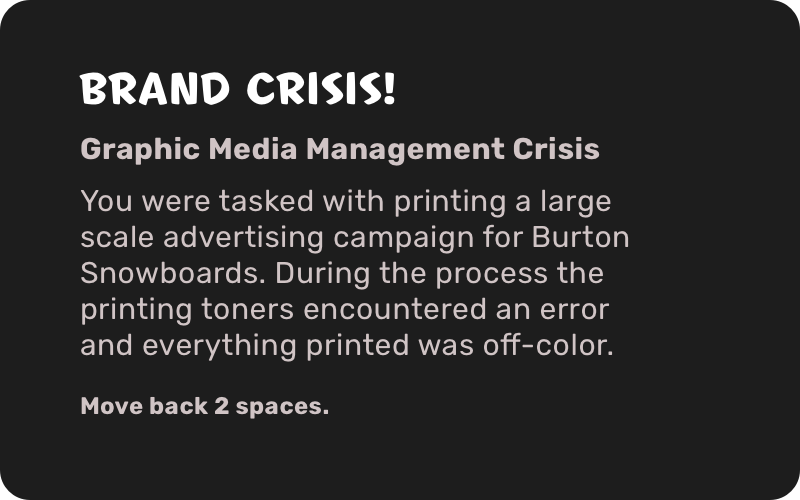 BRAND CRISIS!
Graphic Media Management Crisis
You were tasked with printing a large
scale advertising campaign for Burton
Snowboards. During the process the
printing toners encountered an error
and everything printed was off-color.
Move back 2 spaces.